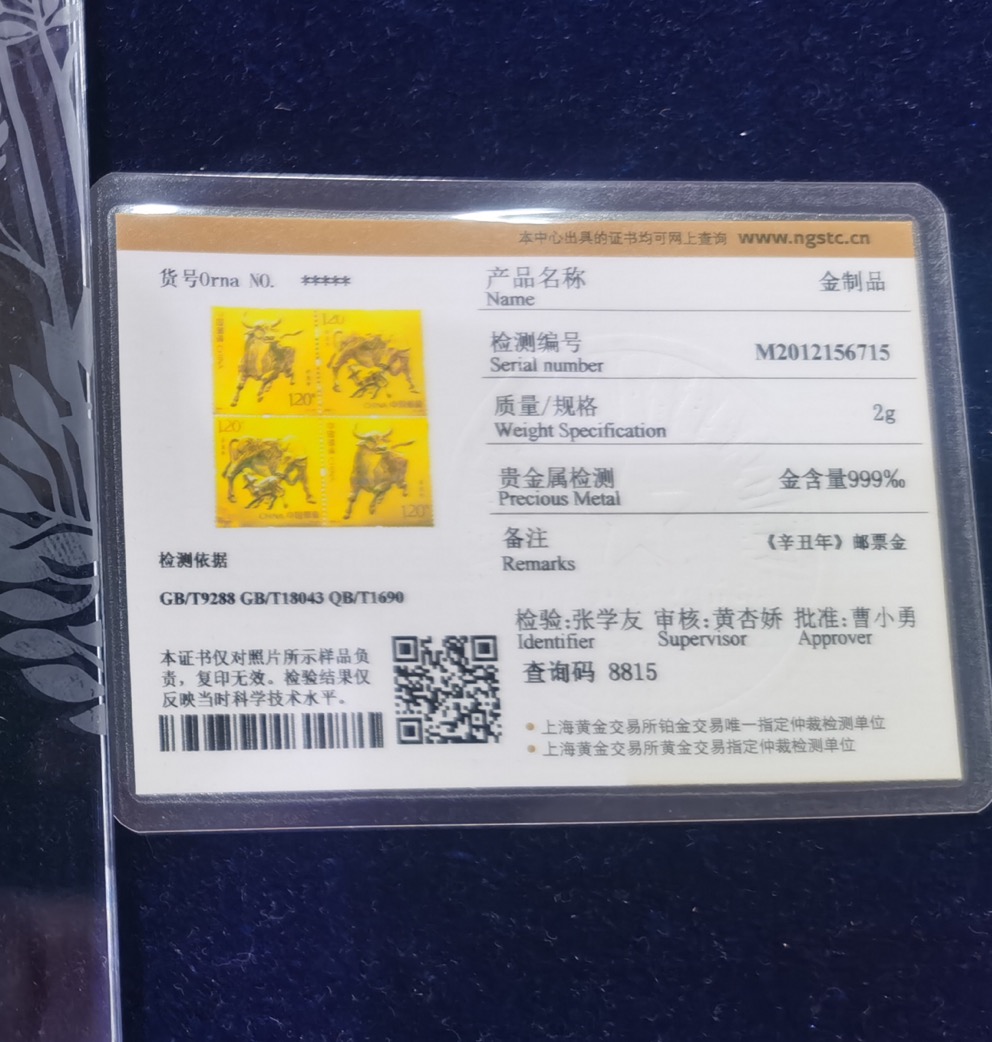 本中心出具的证书均可网上查询 www.ngstc.cn
货号Orna NO. *****
120
120
120
120
检测依据
GB/T9288 GB/T18043 QB/T1690
本证书仅对照片所示样品负
责，复印无效。检验结果仅
反映当时科学技术水平。
产品名称 金制品
Name
检测编号 M2012156715
Serial number
质量/规格 2g
Weight Specification
贵金属检测 金含量999‰
Precious Metal
备注 《辛丑年》邮票金
Remarks
检验:张学友 审核:黄杏娇 批准:曹小勇
Identifier Supervisor Approver
查询码 8815
• 上海黄金交易所铂金交易唯一指定仲裁检测单位
• 上海黄金交易所黄金交易指定仲裁检测单位